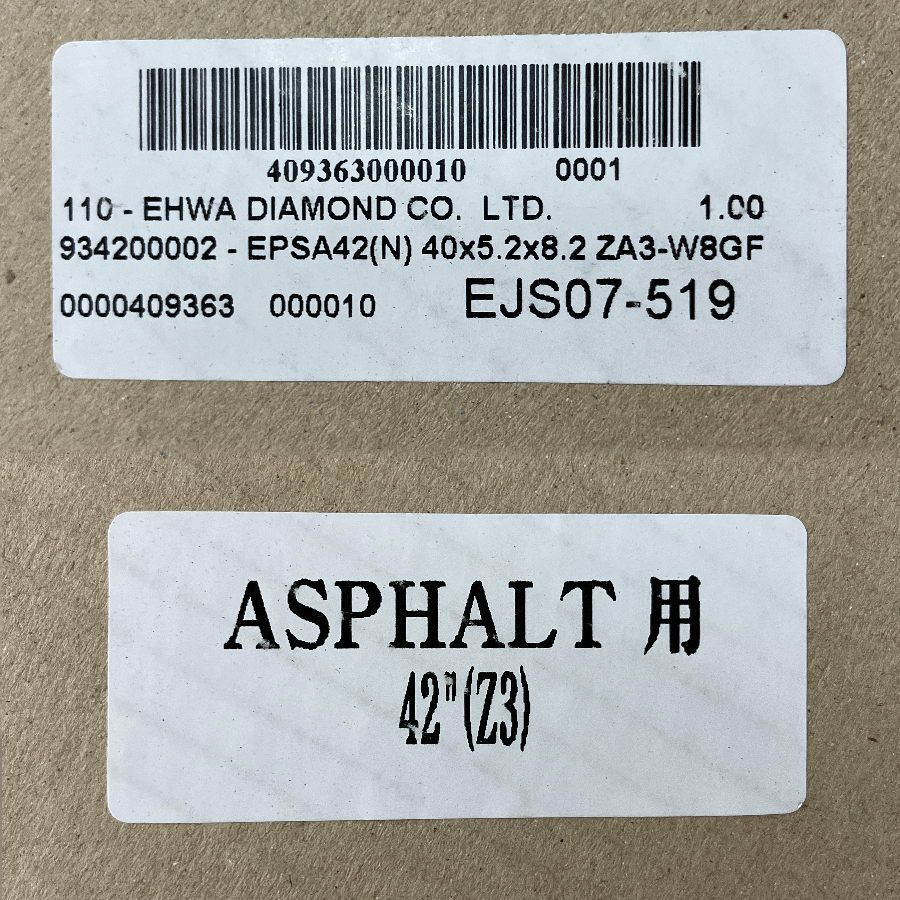 409363000010 0001
110 - EHWA DIAMOND CO. LTD. 1.00
934200002 - EPSA42(N) 40x5.2x8.2 ZA3-W8GF
0000409363 000010 EJS07-519
ASPHALT 用
42"(Z3)